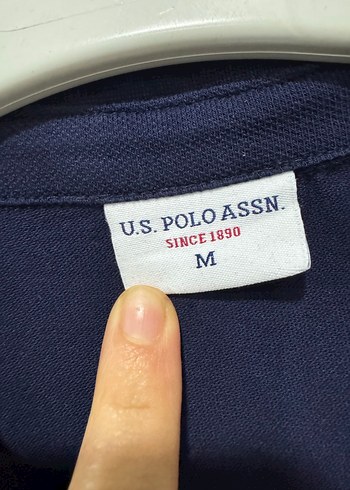 U.S. POLO ASSN.
SINCE 1890
M